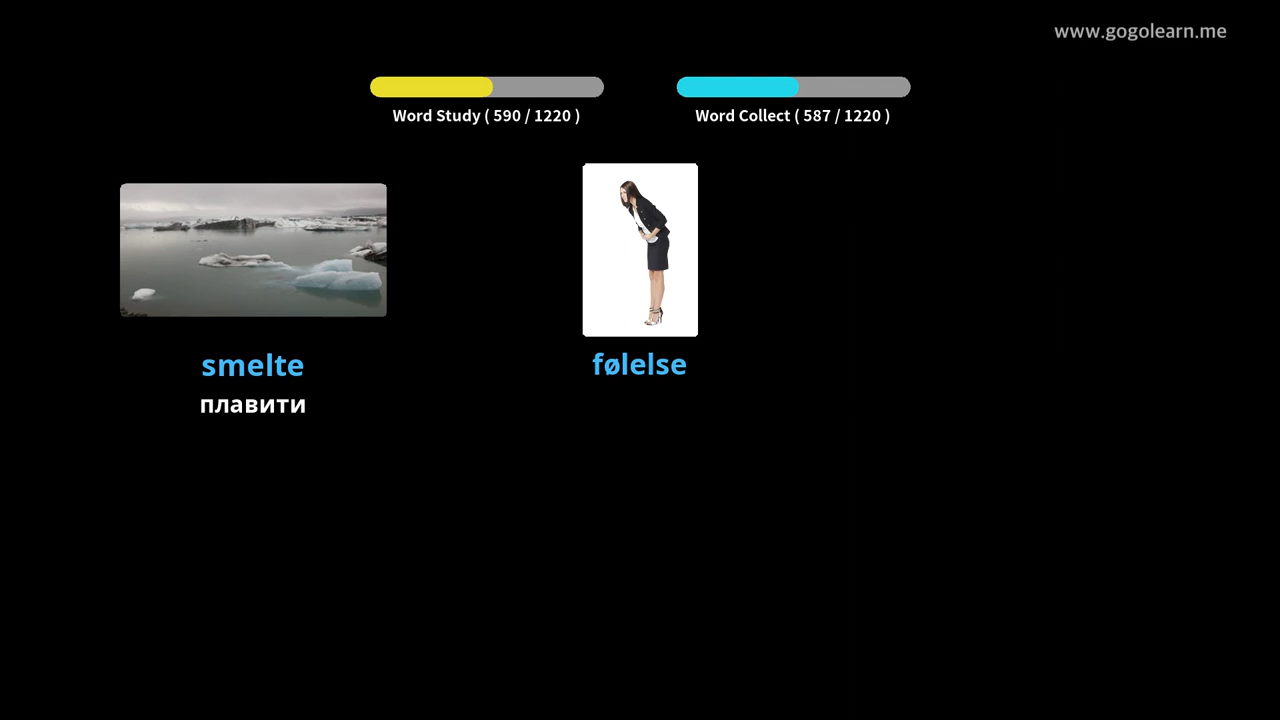 www.gogolearn.me
Word Study ( 590 / 1220 )
Word Collect ( 587 / 1220 )
smelte
плавити
følelse